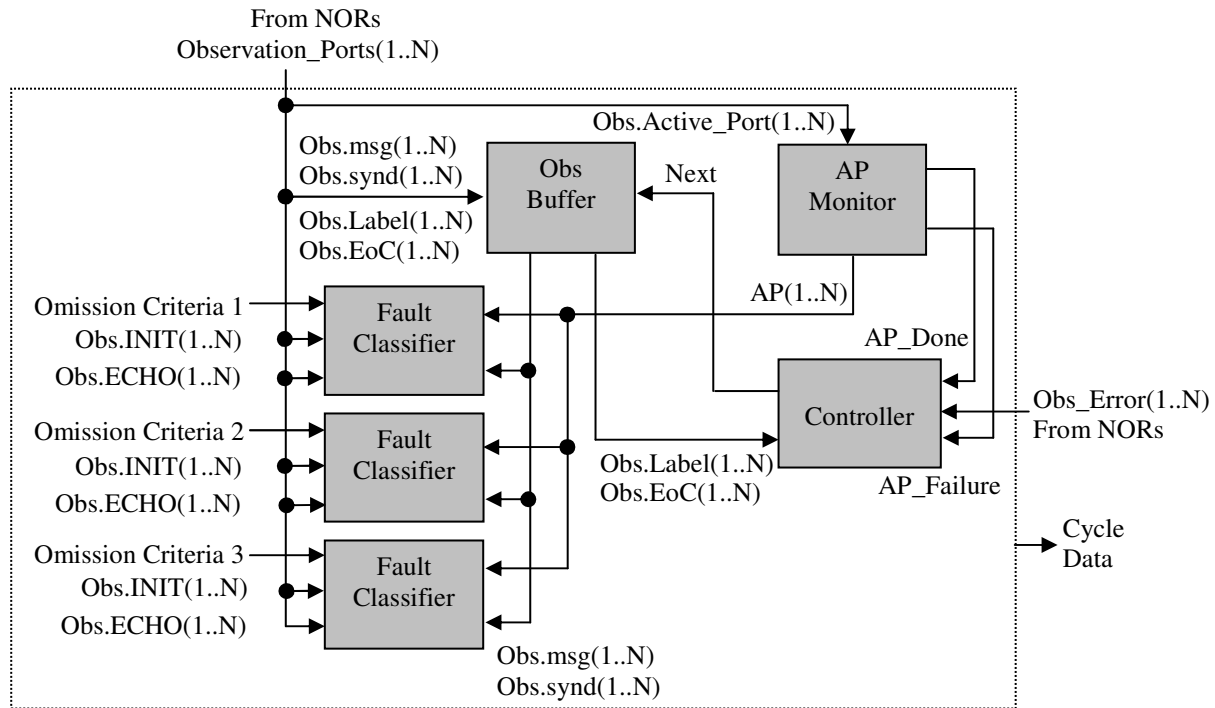 From NORs
Observation_Ports(1..N)
Obs.Active_Port(1..N)
Obs.msg(1..N)
Obs.synd(1..N)
Obs.Label(1..N)
Obs.EoC(1..N)
Obs
Buffer
Next
AP
Monitor
AP(1..N)
AP_Done
Omission Criteria 1
Obs.INIT(1..N)
Obs.ECHO(1..N)
Fault
Classifier
Controller
Obs_Error(1..N)
From NORs
Omission Criteria 2
Obs.INIT(1..N)
Obs.ECHO(1..N)
Fault
Classifier
Obs.Label(1..N)
Obs.EoC(1..N)
AP_Failure
Omission Criteria 3
Obs.INIT(1..N)
Obs.ECHO(1..N)
Fault
Classifier
Cycle
Data
Obs.msg(1..N)
Obs.synd(1..N)